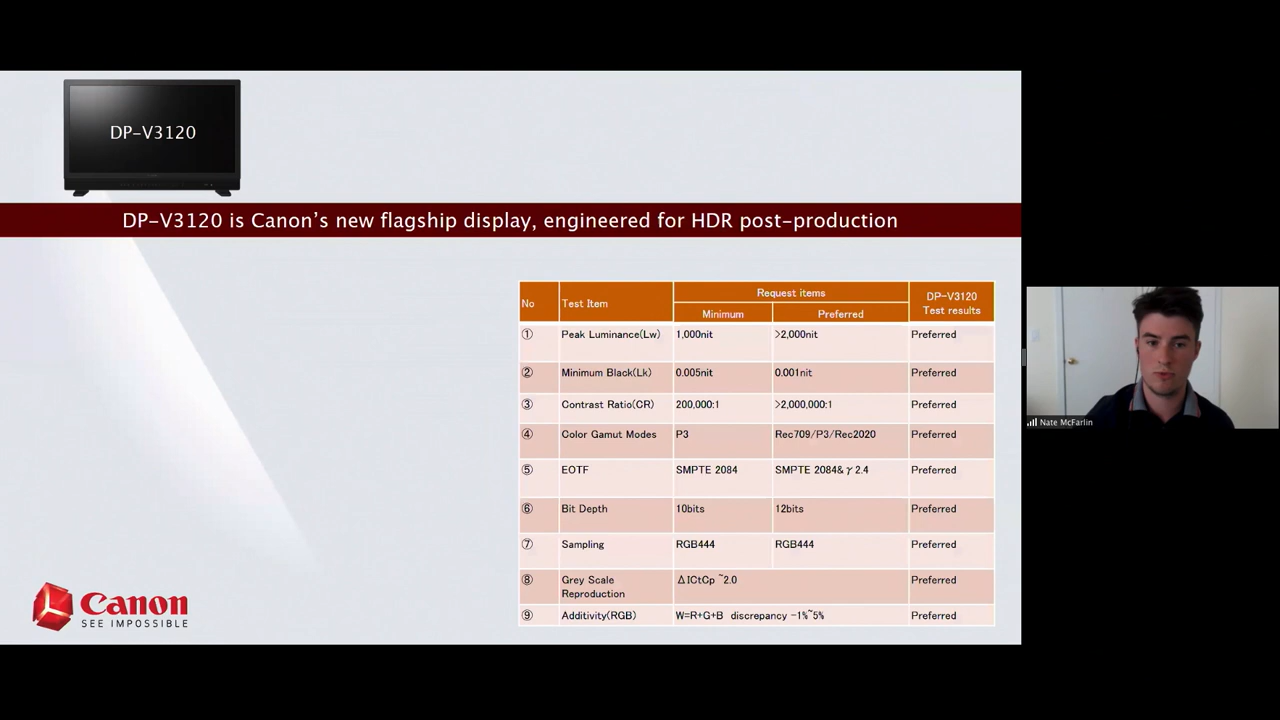 DP-V3120
DP-V3120 is Canon's new flagship display, engineered for HDR post-production
No Test Item Request items DP-V3120 Test results
Minimum Preferred
① Peak Luminance(Lw) 1,000nit >2,000nit Preferred
② Minimum Black(Lk) 0.005nit 0.001nit Preferred
③ Contrast Ratio(CR) 200,000:1 >2,000,000:1 Preferred
④ Color Gamut Modes P3 Rec709/P3/Rec2020 Preferred
⑤ EOTF SMPTE 2084 SMPTE 2084&γ2.4 Preferred
⑥ Bit Depth 10bits 12bits Preferred
⑦ Sampling RGB444 RGB444 Preferred
⑧ Grey Scale Reproduction ΔICtCp ~2.0 Preferred
⑨ Additivity(RGB) W=R+G+B discrepancy -1%~5% Preferred
Canon
SEE IMPOSSIBLE
Nate McFarlin